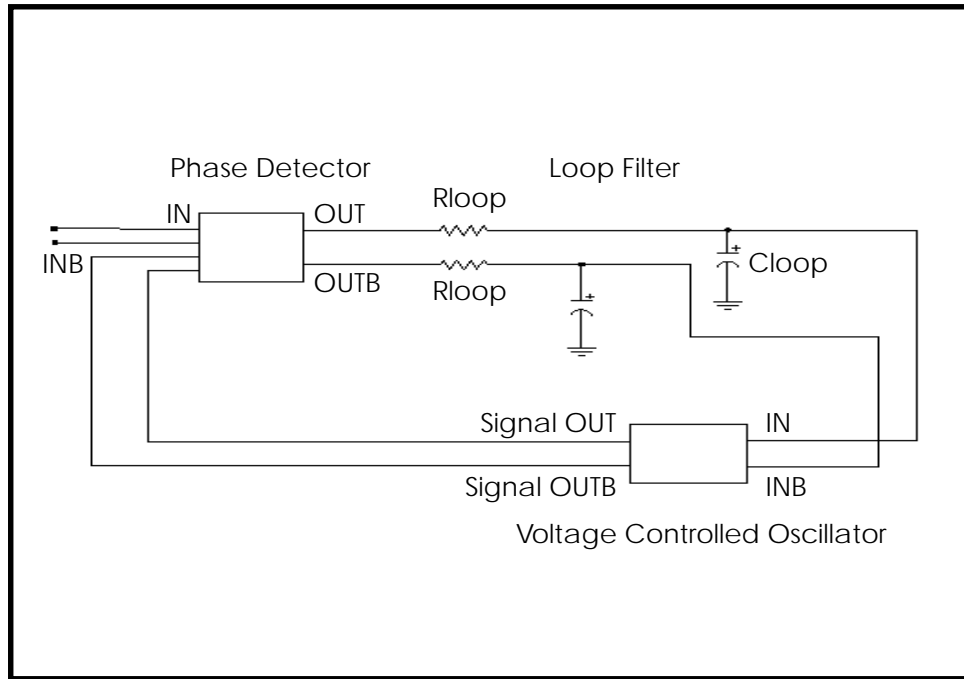 Phase Detector
Loop Filter
Rloop
IN
OUT
INB
OUTB
Rloop
Cloop
Signal OUT
IN
Signal OUTB
INB
Voltage Controlled Oscillator